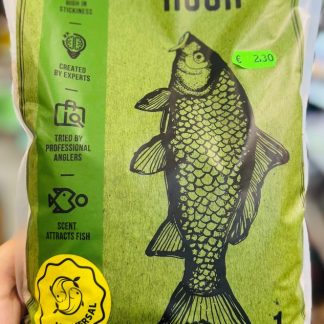 HIGH IN
STICKINESS
CREATED
BY EXPERTS
TRIED BY
PROFESSIONAL
ANGLERS
SCENT
ATTRACTS FISH
€ 2.30
1